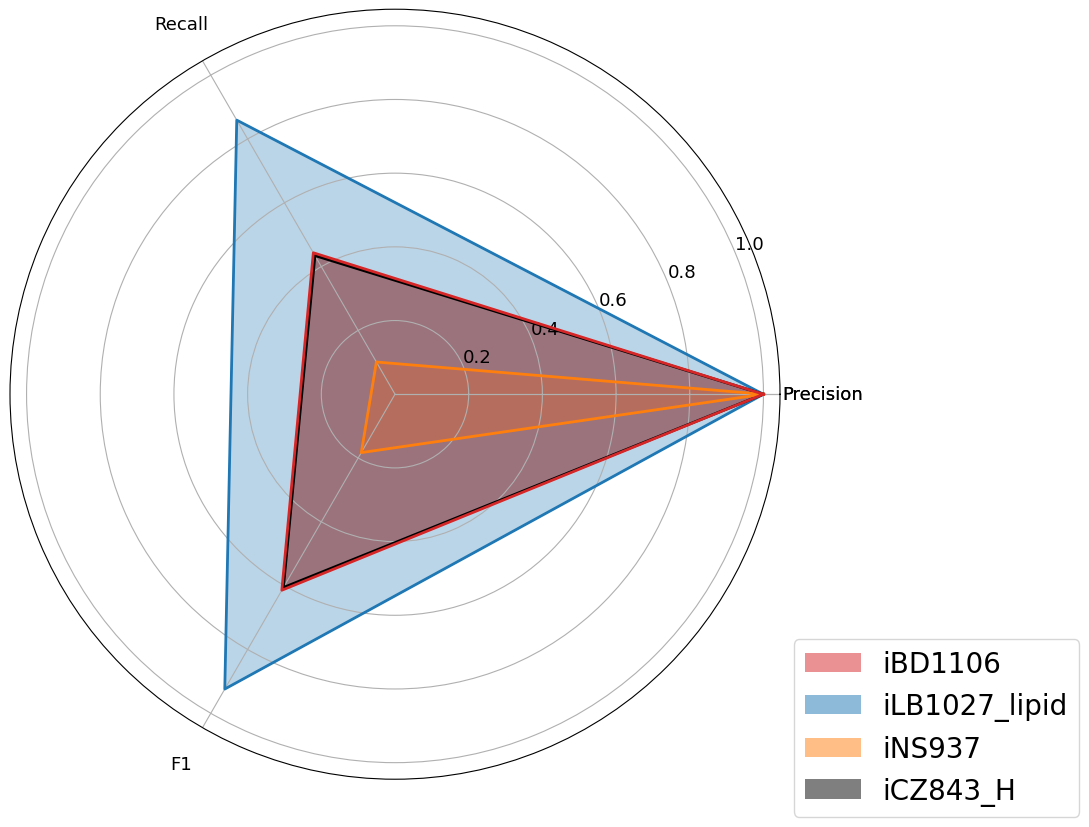 Recall
1.0
0.8
0.6
0.4
0.2
Precision
F1
iBD1106
iLB1027_lipid
iNS937
iCZ843_H